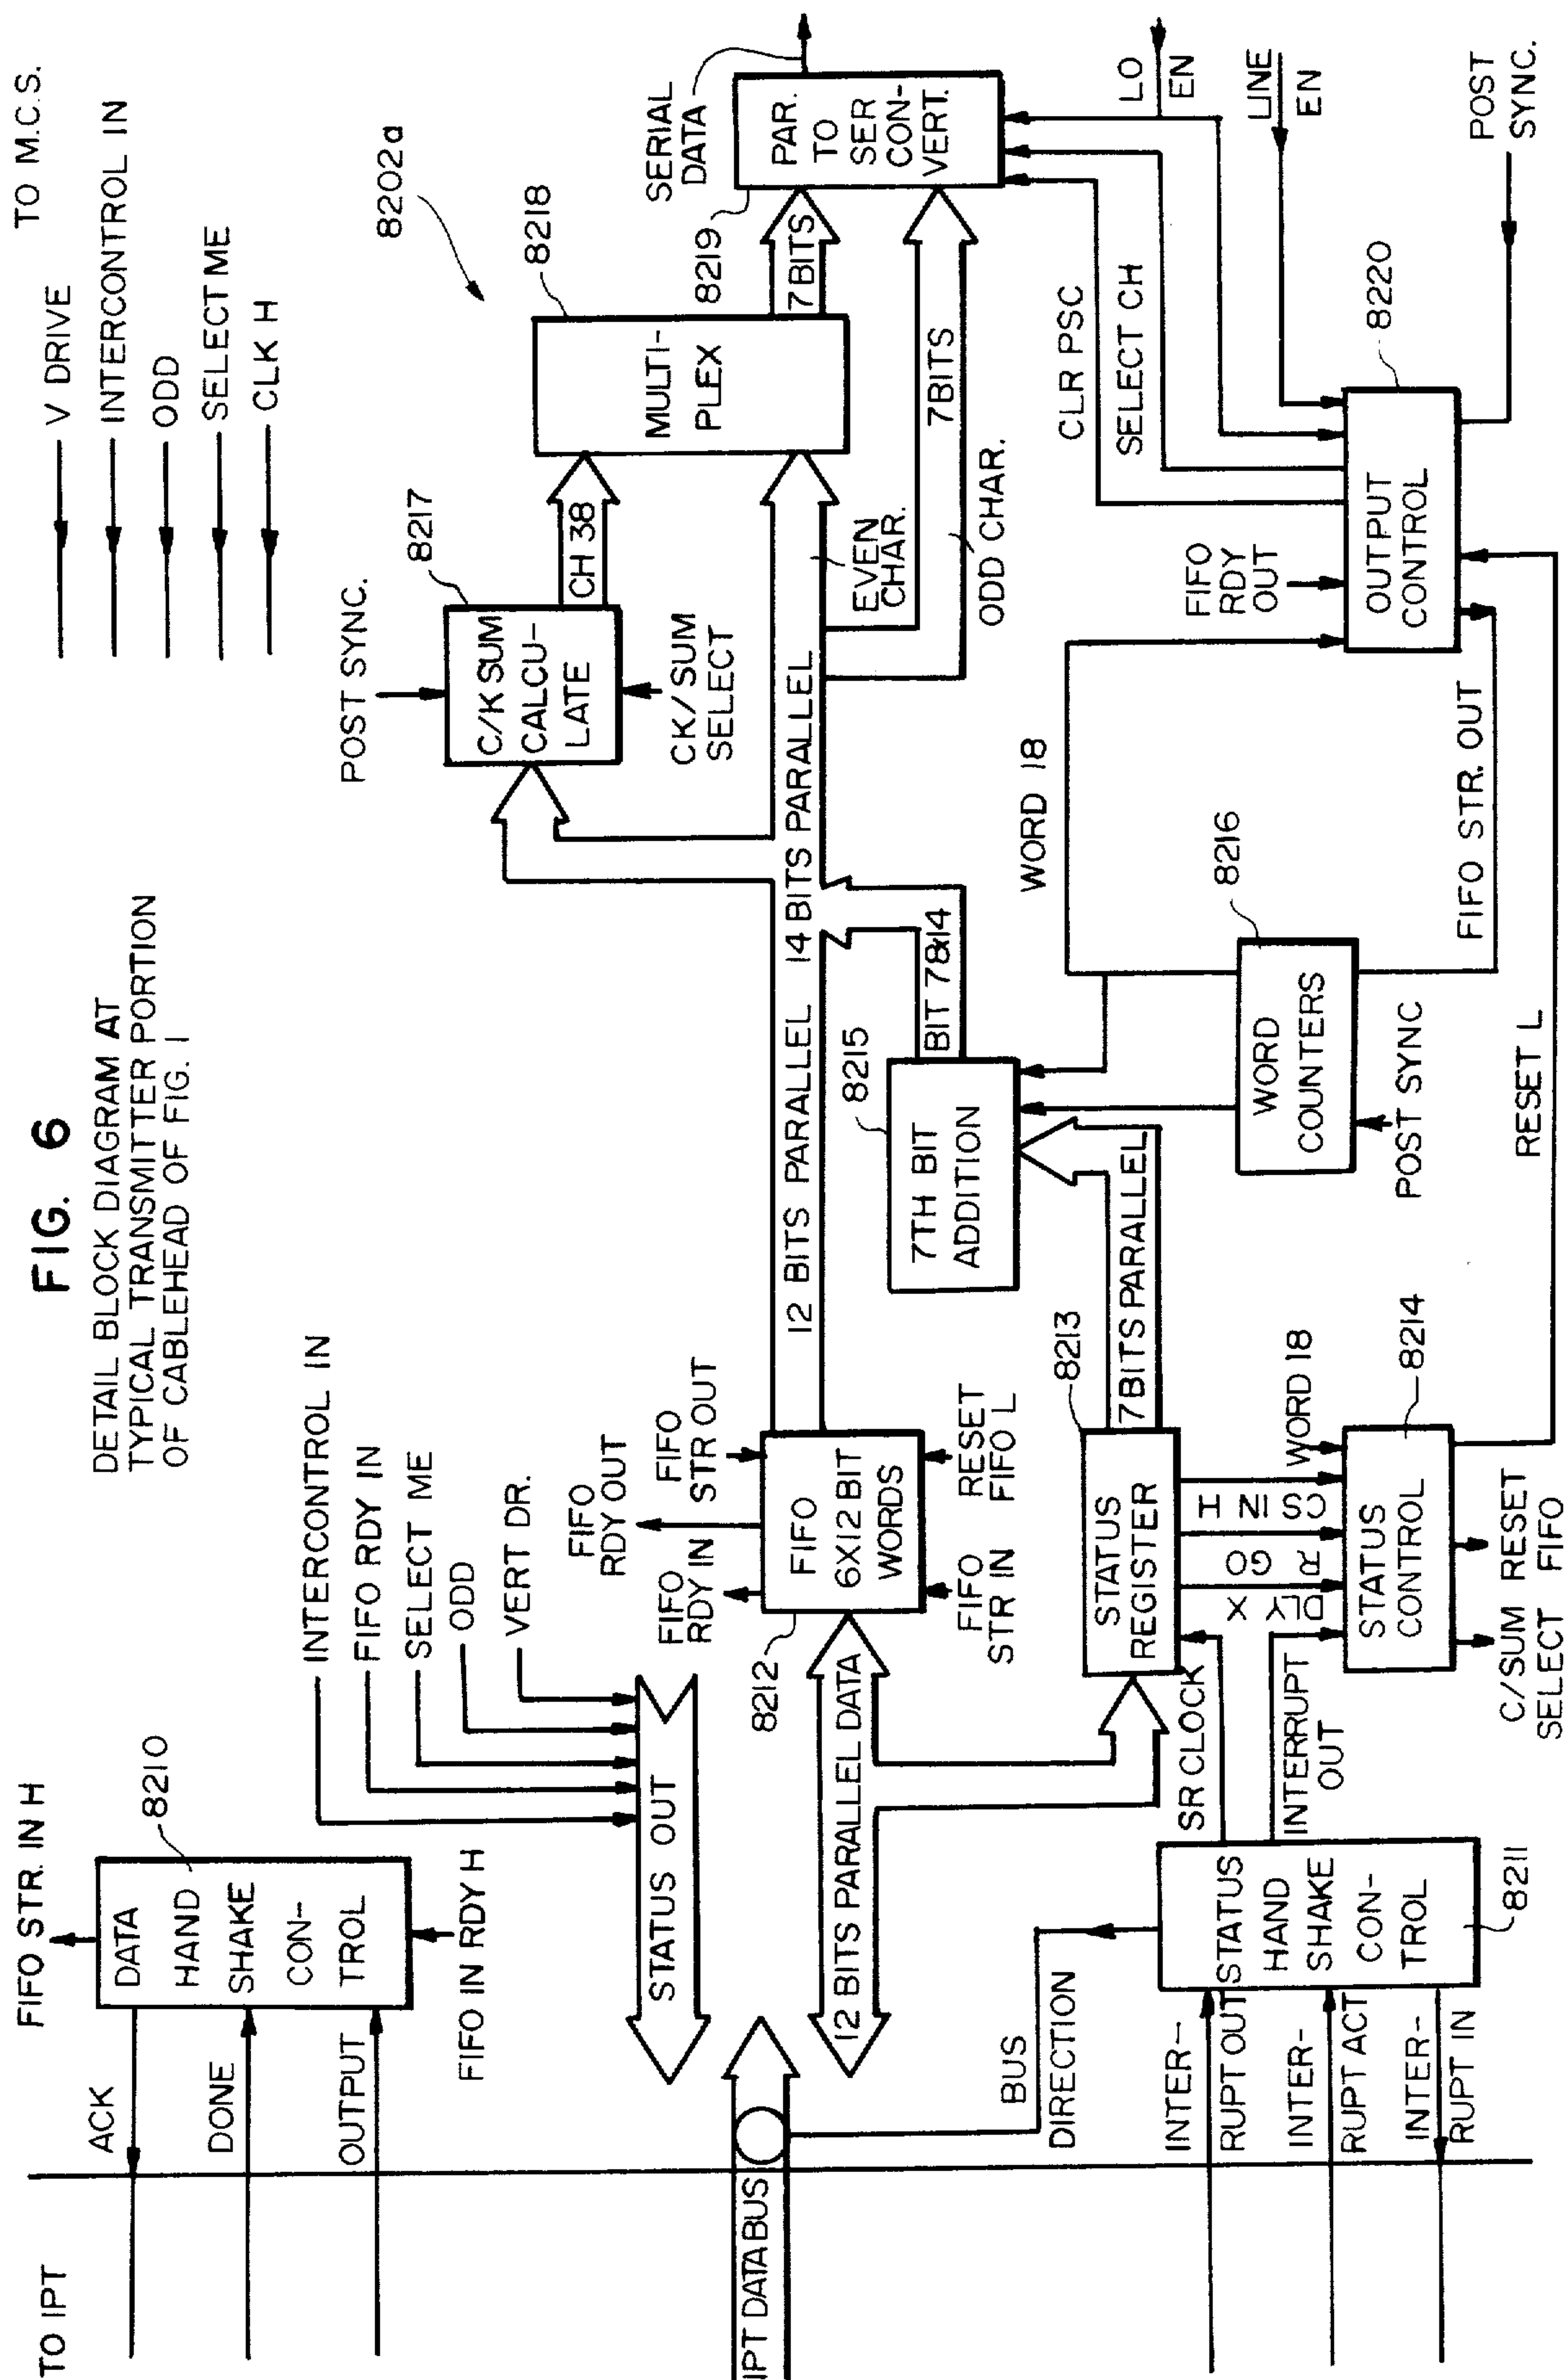 FIG. 6
DETAIL BLOCK DIAGRAM AT
TYPICAL TRANSMITTER PORTION
OF CABLEHEAD OF FIG. 1
TO IPT
TO M.C.S.
V DRIVE
INTERCONTROL IN
ODD
SELECT ME
CLK H
8202a
FIFO STR. IN H
8210
DATA
HAND
SHAKE
CON-
TROL
ACK
DONE
OUTPUT
FIFO IN RDY H
INTERCONTROL IN
FIFO RDY IN
SELECT ME
ODD
VERT DR.
STATUS OUT
IPT DATA BUS
12 BITS PARALLEL DATA
BUS
DIRECTION
INTER-
RUPT OUT
INTER-
RUPT ACT
INTER-
RUPT IN
STATUS
HAND
SHAKE
CON-
TROL
8211
SR CLOCK
INTERRUPT
OUT
FIFO
RDY IN
FIFO
RDY OUT
FIFO
STR OUT
8212
FIFO
6X12 BIT
WORDS
FIFO
STR IN
RESET
FIFO L
STATUS
REGISTER
8213
7 BITS PARALLEL
DLY X
R GO
CS IN H
WORD 18
STATUS
CONTROL
8214
C/SUM
SELECT
RESET
FIFO
RESET L
12 BITS PARALLEL
14 BITS PARALLEL
8215
7TH BIT
ADDITION
BIT 7&14
8216
WORD
COUNTERS
POST SYNC
WORD 18
FIFO STR. OUT
POST SYNC.
8217
C/K SUM
CALCU-
LATE
CK/SUM
SELECT
CH 38
EVEN
CHAR.
ODD CHAR.
8218
MULTI-
PLEX
7 BITS
7BITS
8219
SERIAL
DATA
PAR.
TO
SER
CON-
VERT.
CLR PSC
SELECT CH
LO
EN
LINE
EN
FIFO
RDY
OUT
8220
OUTPUT
CONTROL
POST
SYNC.